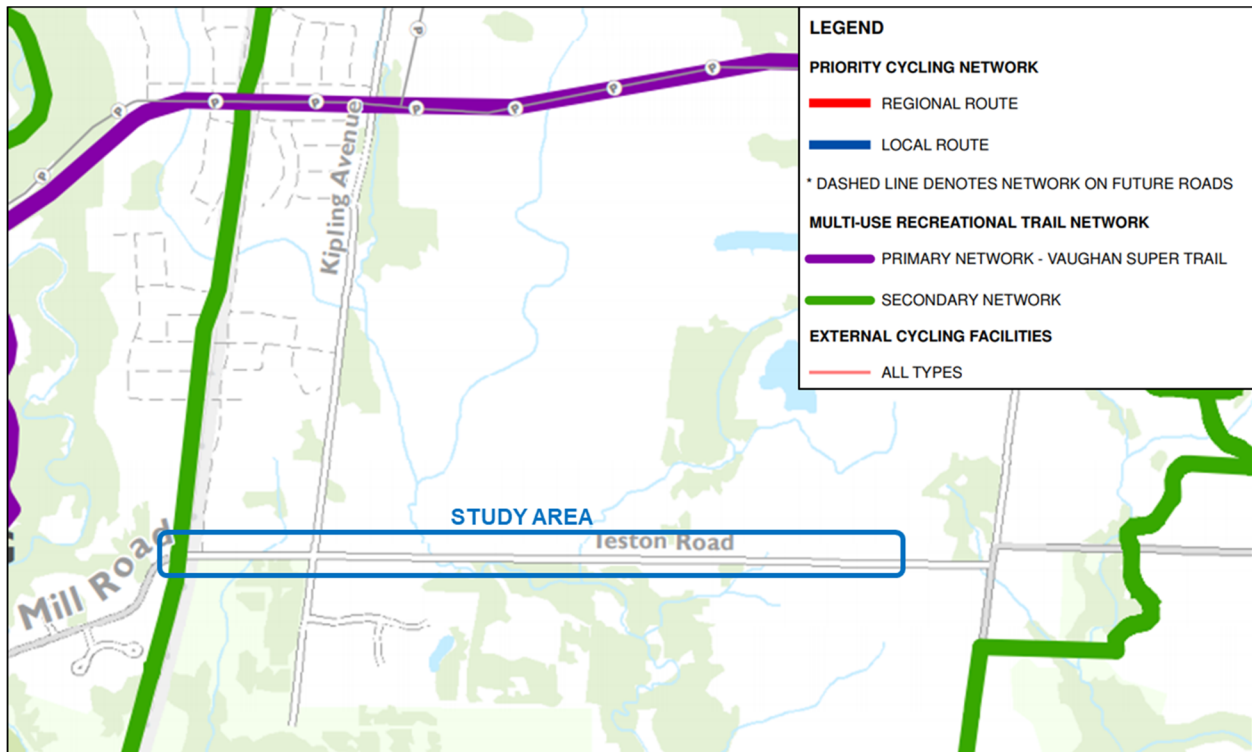 LEGEND
PRIORITY CYCLING NETWORK
REGIONAL ROUTE
LOCAL ROUTE
* DASHED LINE DENOTES NETWORK ON FUTURE ROADS
MULTI-USE RECREATIONAL TRAIL NETWORK
PRIMARY NETWORK - VAUGHAN SUPER TRAIL
SECONDARY NETWORK
EXTERNAL CYCLING FACILITIES
ALL TYPES
P
P
P
P
P
P
P
P
P
Kipling Avenue
STUDY AREA
Teston Road
Mill Road
G